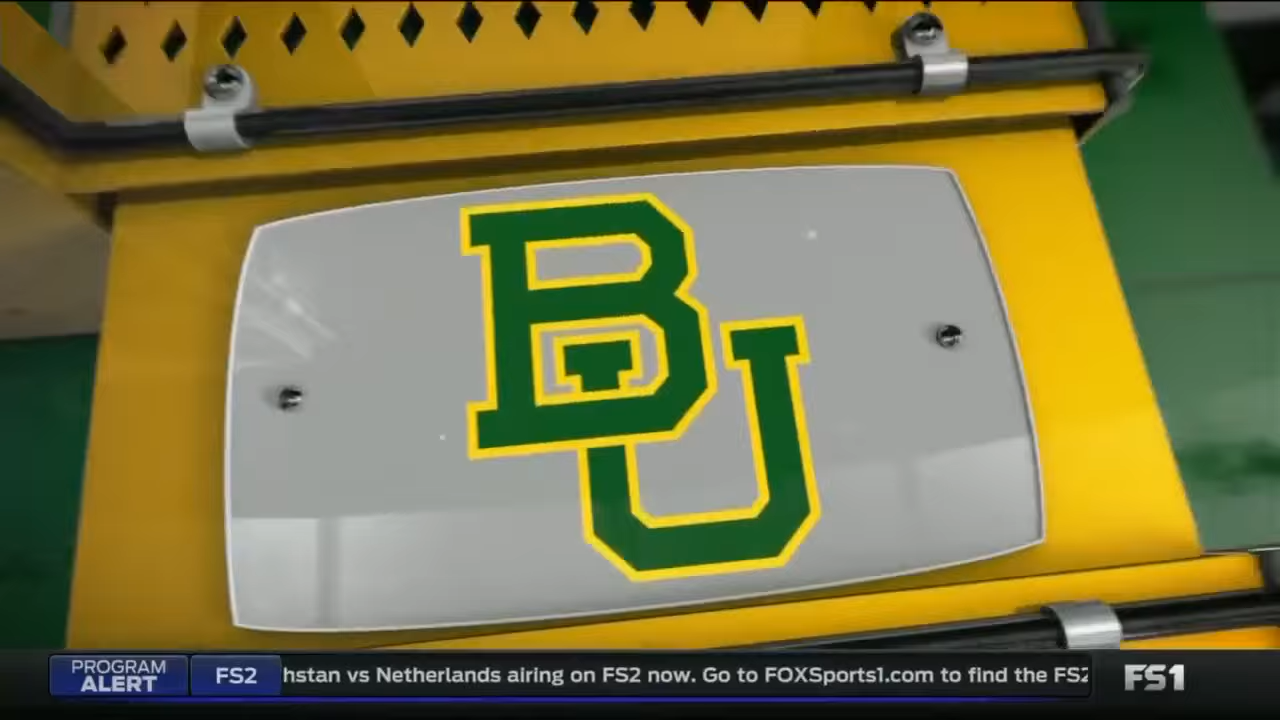 BU
PROGRAM
ALERT
FS2
hstan vs Netherlands airing on FS2 now. Go to FOXSports1.com to find the FS2
FS1